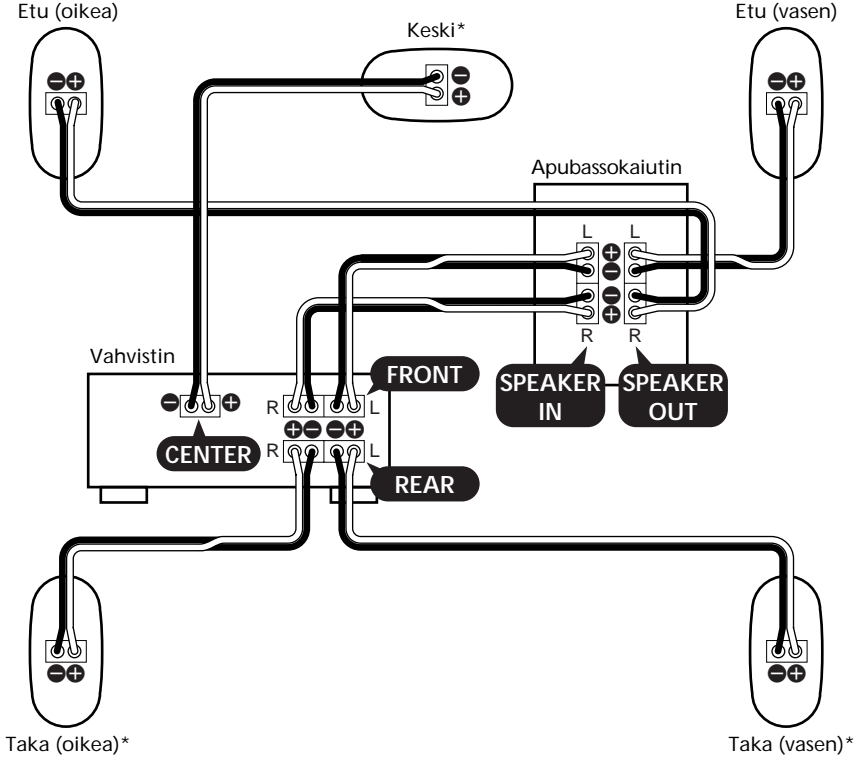 Etu (oikea)
Keski*
Etu (vasen)
Apubassokaiutin
L
L
R
R
SPEAKER
IN
SPEAKER
OUT
Vahvistin
FRONT
R
L
CENTER
R
L
REAR
Taka (oikea)*
Taka (vasen)*